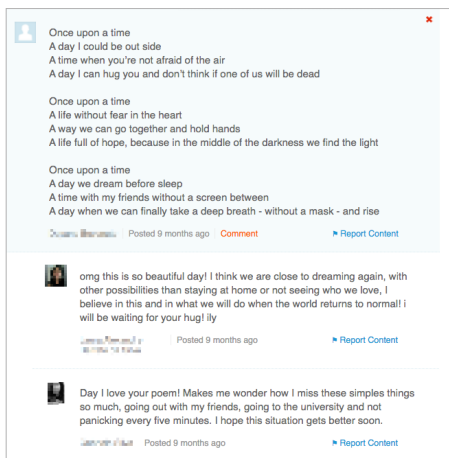 Once upon a time
A day I could be out side
A time when you're not afraid of the air
A day I can hug you and don't think if one of us will be dead
Once upon a time
A life without fear in the heart
A way we can go together and hold hands
A life full of hope, because in the middle of the darkness we find the light
Once upon a time
A day we dream before sleep
A time with my friends without a screen between
A day when we can finally take a deep breath - without a mask - and rise
Posted 9 months ago Comment Report Content
omg this is so beautiful day! I think we are close to dreaming again, with
other possibilities than staying at home or not seeing who we love, I
believe in this and in what we will do when the world returns to normal! i
will be waiting for your hug! ily
Posted 9 months ago Report Content
Day I love your poem! Makes me wonder how I miss these simples things
so much, going out with my friends, going to the university and not
panicking every five minutes. I hope this situation gets better soon.
Posted 9 months ago Report Content